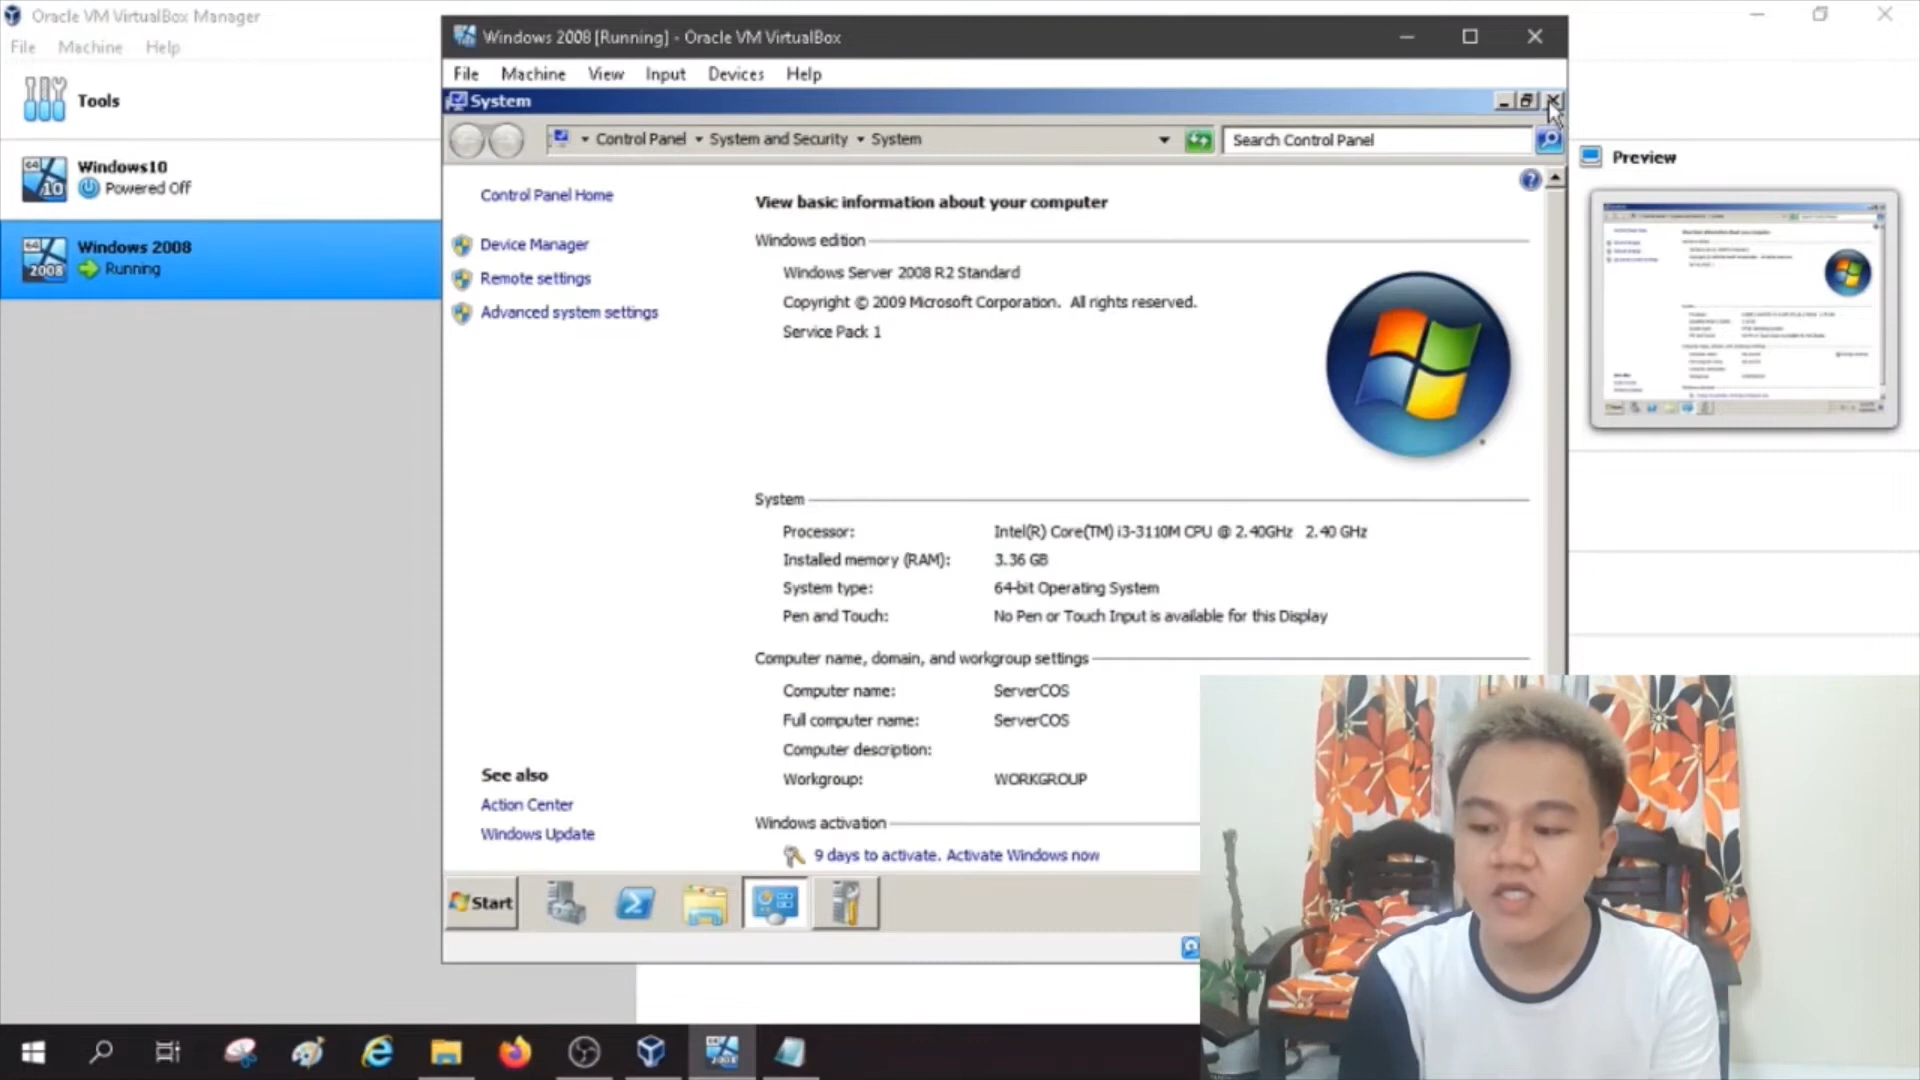 Oracle VM VirtualBox Manager
File Machine Help
Tools
64
10
Windows10
Powered Off
64
2008
Windows 2008
Running
Windows 2008 [Running] - Oracle VM VirtualBox
File Machine View Input Devices Help
System
Control Panel System and Security System
Search Control Panel
Control Panel Home
Device Manager
Remote settings
Advanced system settings
View basic information about your computer
Windows edition
Windows Server 2008 R2 Standard
Copyright © 2009 Microsoft Corporation. All rights reserved.
Service Pack 1
System
Processor: Intel(R) Core(TM) i3-3110M CPU @ 2.40GHz 2.40 GHz
Installed memory (RAM): 3.36 GB
System type: 64-bit Operating System
Pen and Touch: No Pen or Touch Input is available for this Display
Computer name, domain, and workgroup settings
Computer name: ServerCOS
Full computer name: ServerCOS
Computer description:
Workgroup: WORKGROUP
Windows activation
9 days to activate. Activate Windows now
See also
Action Center
Windows Update
Start
Preview
2008